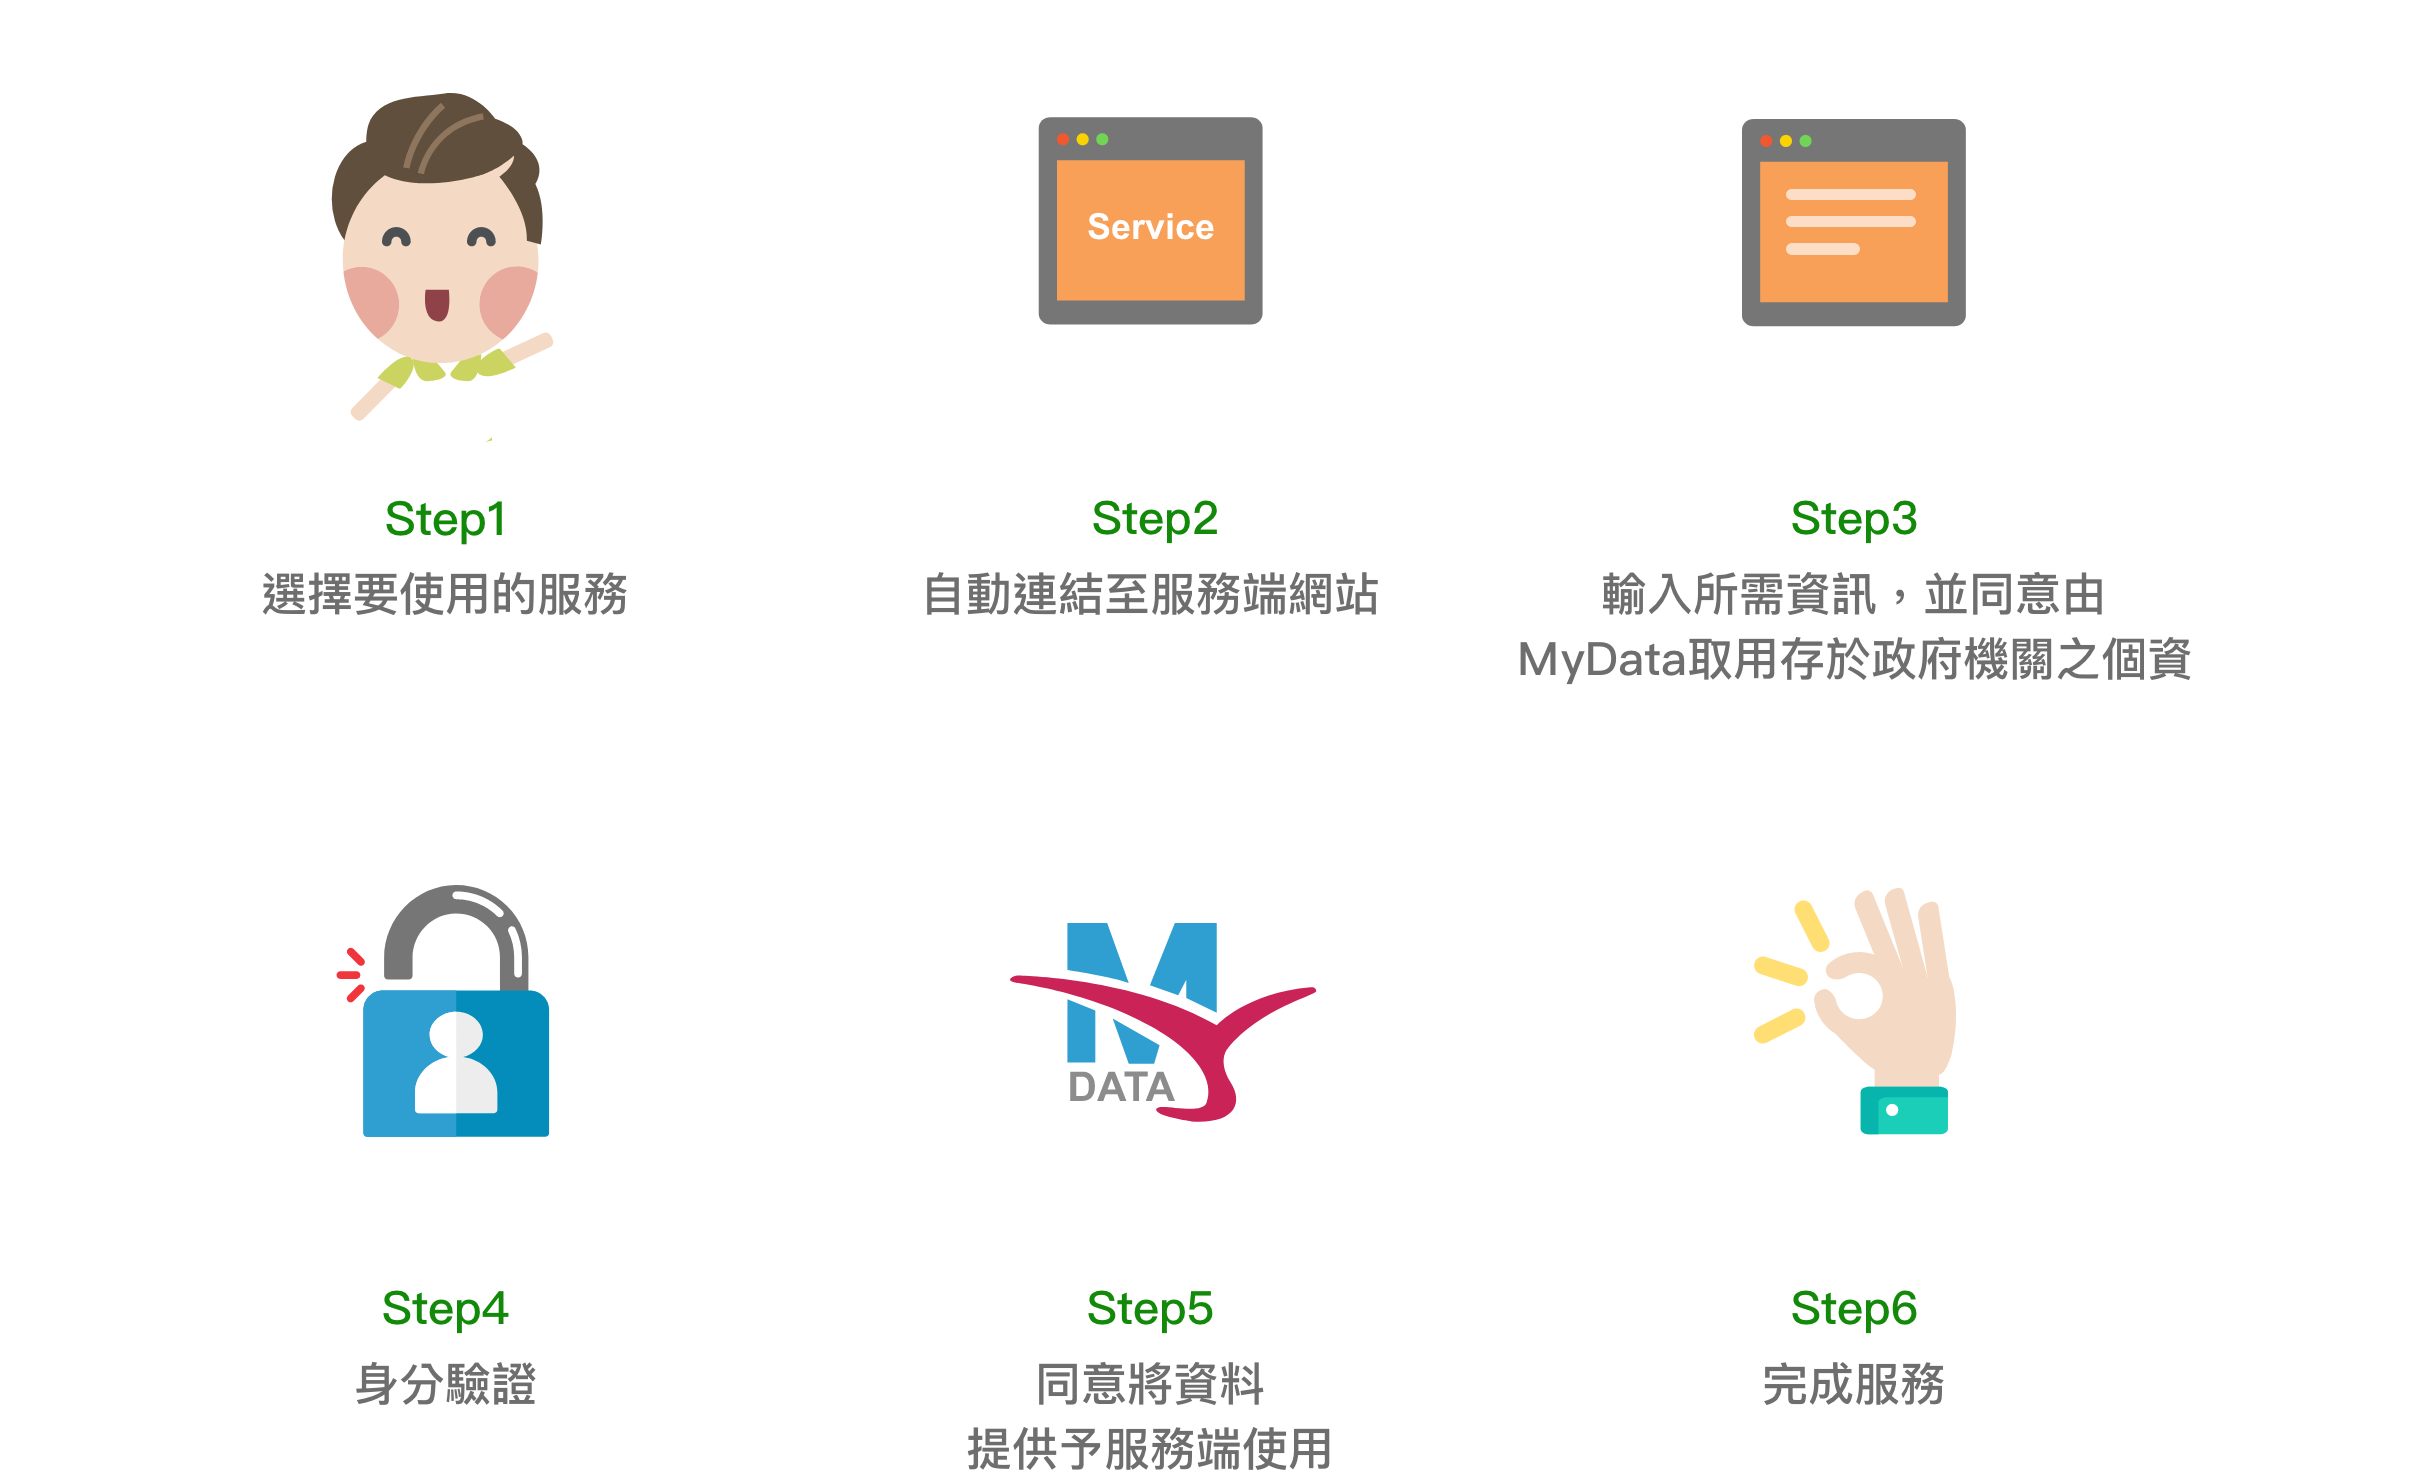 Service
Step1
選擇要使用的服務
Step2
自動連結至服務端網站
Step3
輸入所需資訊，並同意由
MyData取用存於政府機關之個資
Step4
身分驗證
M
DATA
Step5
同意將資料
提供予服務端使用
Step6
完成服務